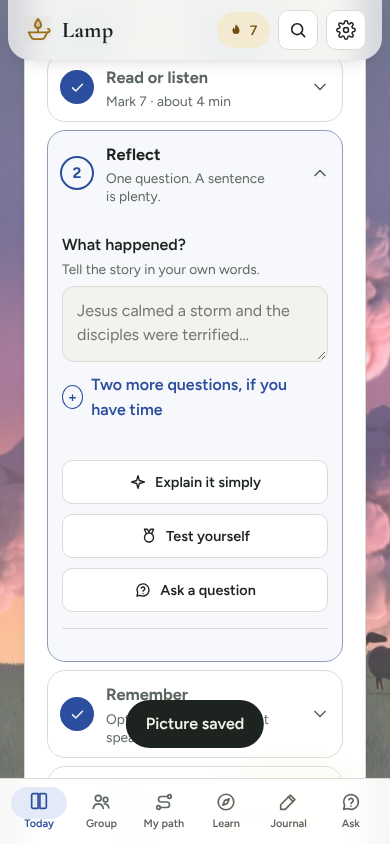 Lamp
7
Read or listen
Mark 7 · about 4 min
2
Reflect
One question. A sentence
is plenty.
What happened?
Tell the story in your own words.
Jesus calmed a storm and the
disciples were terrified…
Two more questions, if you
have time
Explain it simply
Test yourself
Ask a question
Remember
Picture saved
Today
Group
My path
Learn
Journal
Ask